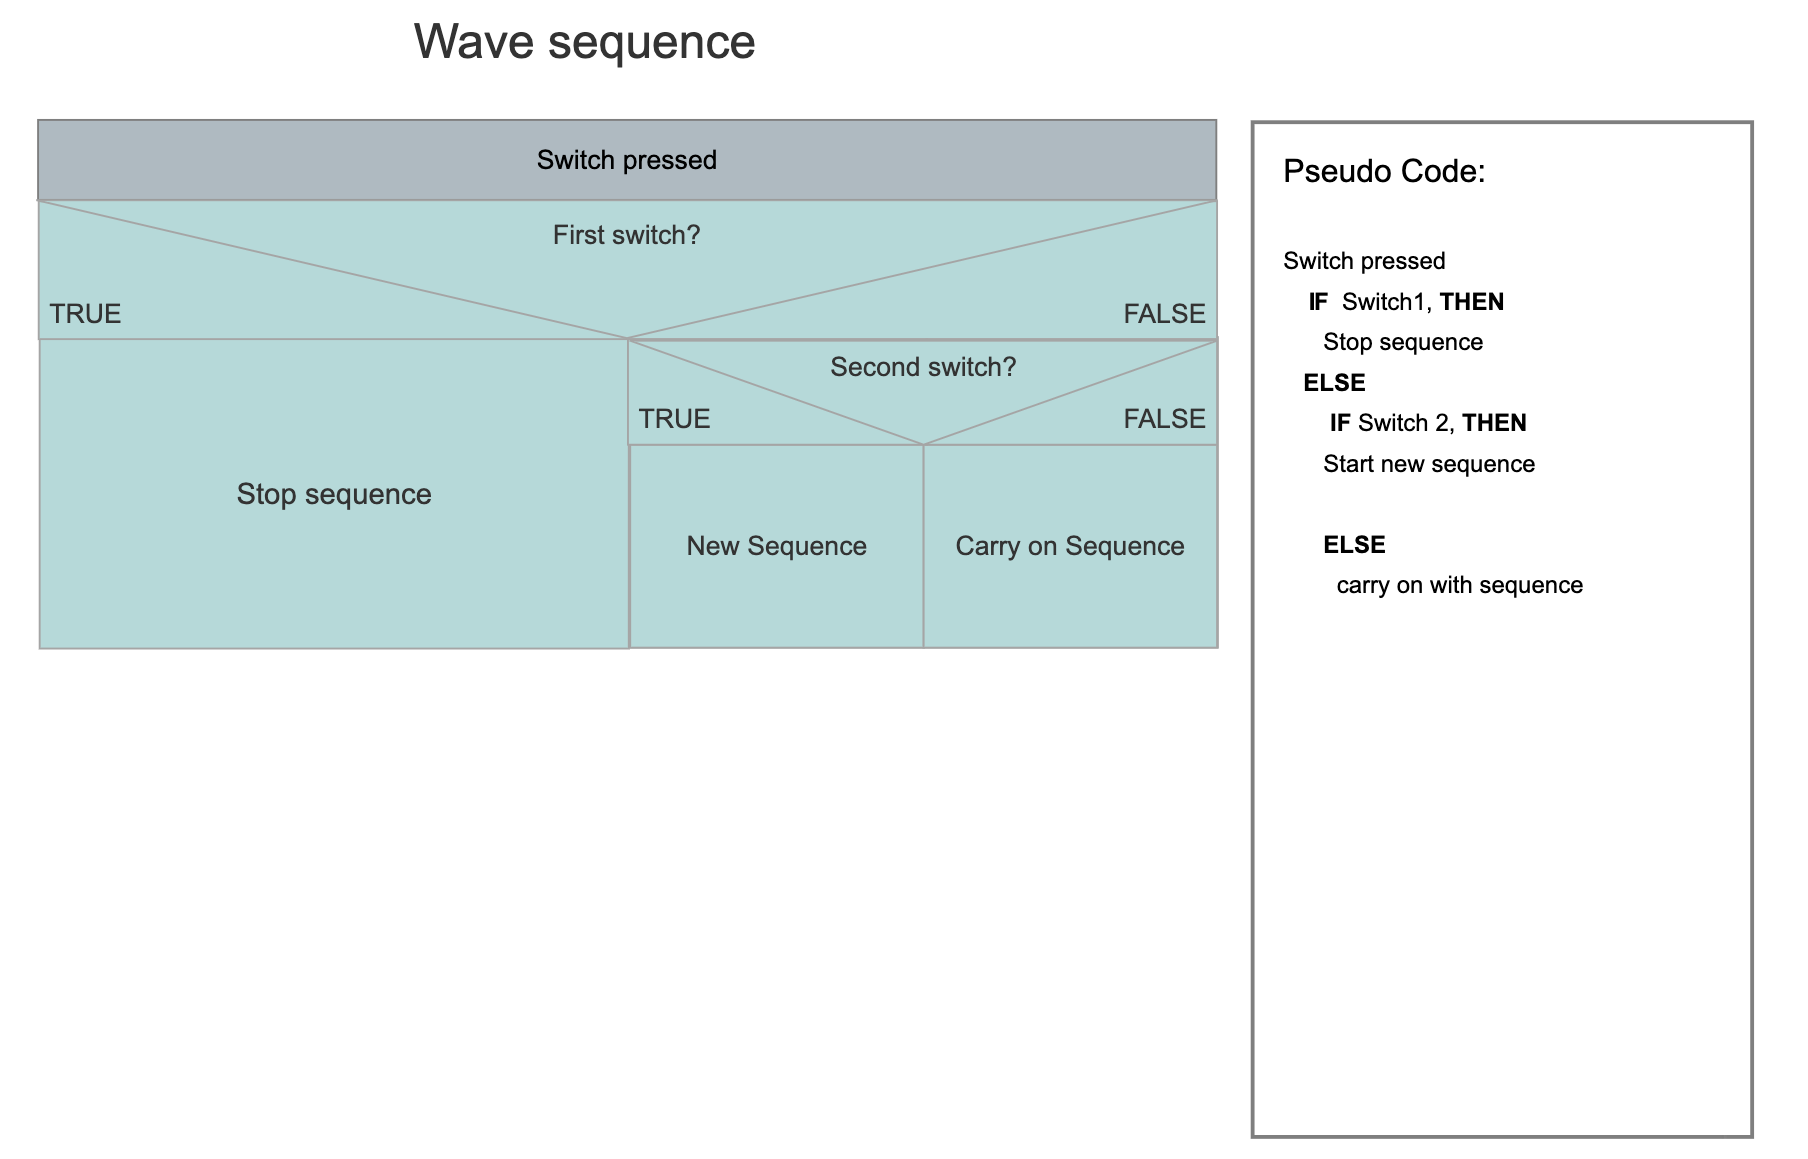 Wave sequence
Switch pressed
First switch?
TRUE
FALSE
Second switch?
TRUE
FALSE
Stop sequence
New Sequence
Carry on Sequence
Pseudo Code:
Switch pressed
IF Switch1, THEN
Stop sequence
ELSE
IF Switch 2, THEN
Start new sequence
ELSE
carry on with sequence